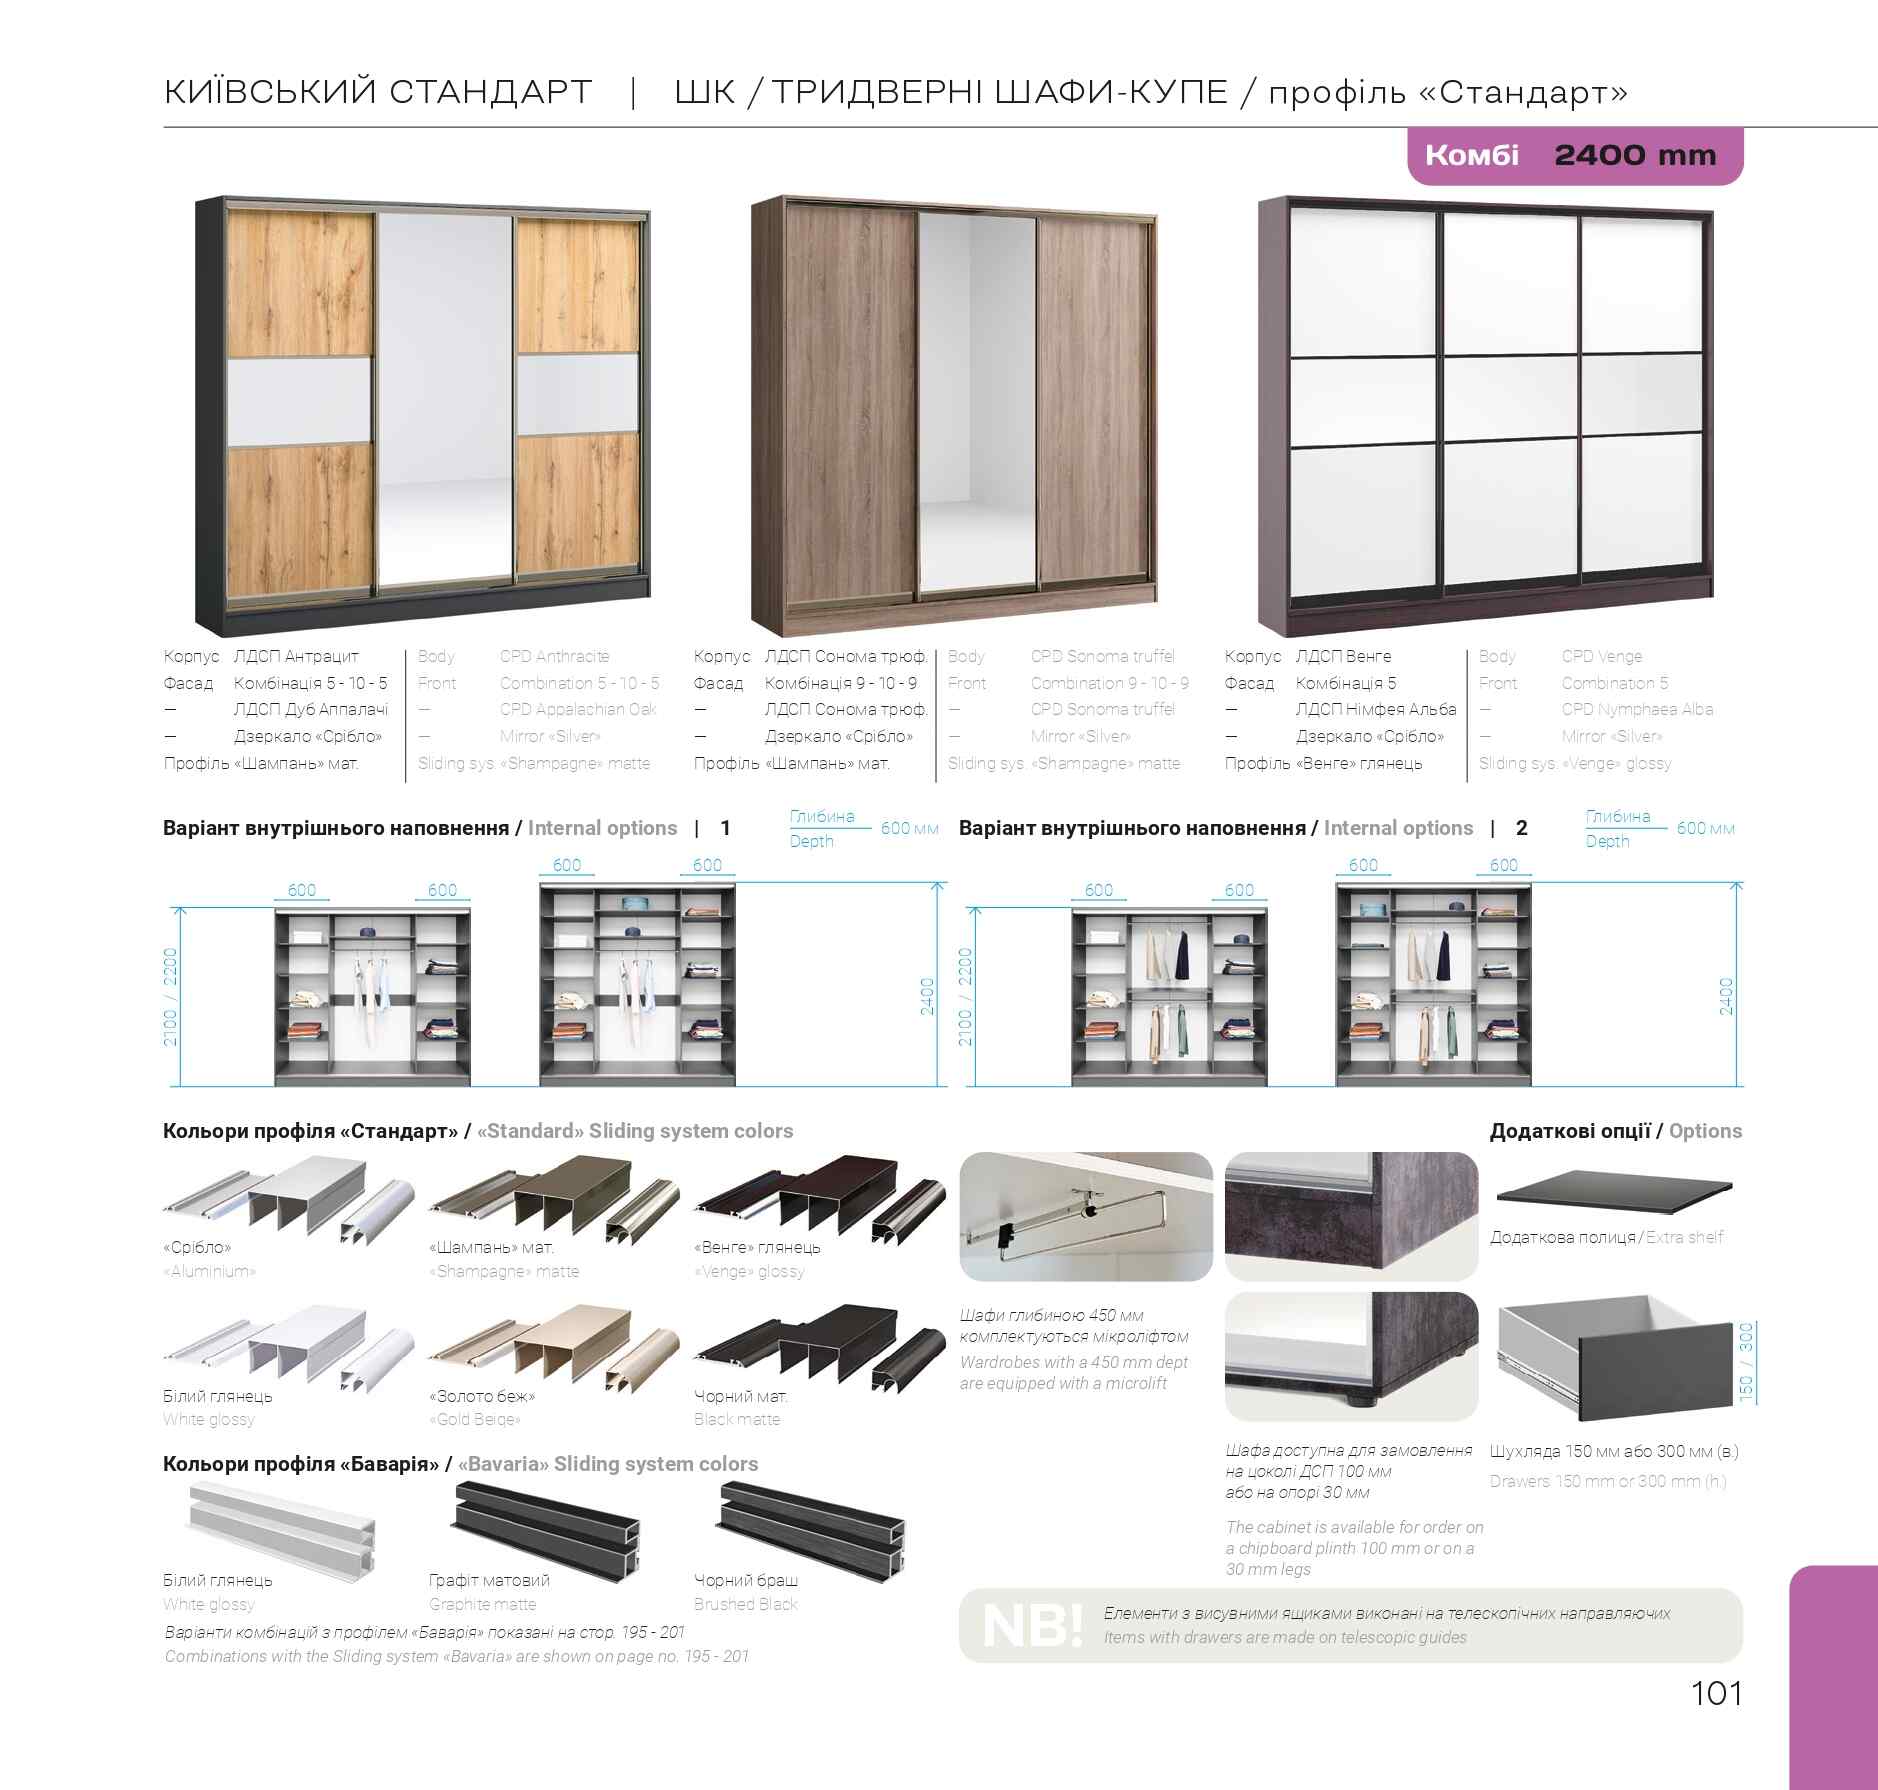 КИЇВСЬКИЙ СТАНДАРТ | ШК / ТРИДВЕРНІ ШАФИ-КУПЕ / профіль «Стандарт»
Комбі 2400 mm
Корпус ЛДСП Антрацит
Фасад Комбінація 5 - 10 - 5
— ЛДСП Дуб Аппалачі
— Дзеркало «Срібло»
Профіль «Шампань» мат.
Body CPD Anthracite
Front Combination 5 - 10 - 5
— CPD Appalachian Oak
— Mirror «Silver»
Sliding sys. «Shampagne» matte
Корпус ЛДСП Сонома трюф.
Фасад Комбінація 9 - 10 - 9
— ЛДСП Сонома трюф.
— Дзеркало «Срібло»
Профіль «Шампань» мат.
Body CPD Sonoma truffel
Front Combination 9 - 10 - 9
— CPD Sonoma truffel
— Mirror «Silver»
Sliding sys. «Shampagne» matte
Корпус ЛДСП Венге
Фасад Комбінація 5
— ЛДСП Німфея Альба
— Дзеркало «Срібло»
Профіль «Венге» глянець
Body CPD Venge
Front Combination 5
— CPD Nymphaea Alba
— Mirror «Silver»
Sliding sys. «Venge» glossy
Варіант внутрішнього наповнення / Internal options | 1
Глибина
Depth
600 мм
600 600
600 600
2100 / 2200
2400
Варіант внутрішнього наповнення / Internal options | 2
Глибина
Depth
600 мм
600 600
600 600
2100 / 2200
2400
Кольори профіля «Стандарт» / «Standard» Sliding system colors
«Срібло»
«Aluminium»
«Шампань» мат.
«Shampagne» matte
«Венге» глянець
«Venge» glossy
Білий глянець
White glossy
«Золото беж»
«Gold Beige»
Чорний мат.
Black matte
Кольори профіля «Баварія» / «Bavaria» Sliding system colors
Білий глянець
White glossy
Графіт матовий
Graphite matte
Чорний браш
Brushed Black
Варіанти комбінацій з профілем «Баварія» показані на стор. 195 - 201
Combinations with the Sliding system «Bavaria» are shown on page no. 195 - 201
Шафи глибиною 450 мм
комплектуються мікроліфтом
Wardrobes with a 450 mm dept
are equipped with a microlift
Шафа доступна для замовлення
на цоколі ДСП 100 мм
або на опорі 30 мм
The cabinet is available for order on
a chipboard plinth 100 mm or on a
30 mm legs
Додаткові опції / Options
Додаткова полиця / Extra shelf
150 / 300
Шухляда 150 мм або 300 мм (в.)
Drawers 150 mm or 300 mm (h.)
NB!
Елементи з висувними ящиками виконані на телескопічних направляючих
Items with drawers are made on telescopic guides
101